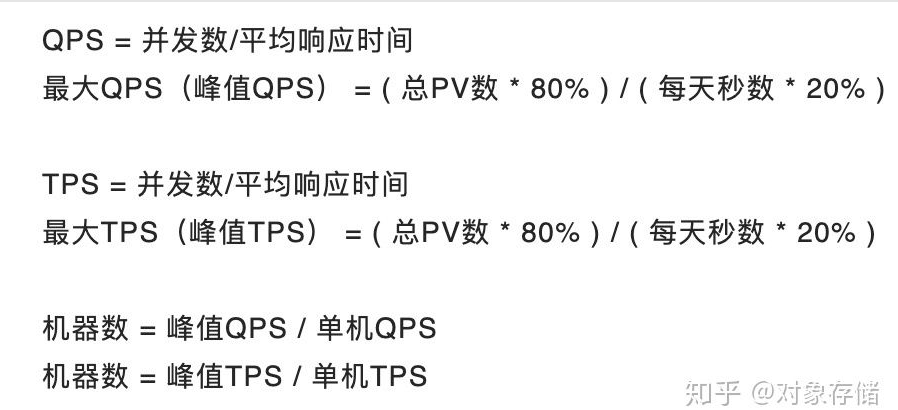 QPS = 并发数/平均响应时间
最大QPS（峰值QPS） = ( 总PV数 * 80% ) / ( 每天秒数 * 20% )
TPS = 并发数/平均响应时间
最大TPS（峰值TPS） = ( 总PV数 * 80% ) / ( 每天秒数 * 20% )
机器数 = 峰值QPS / 单机QPS
机器数 = 峰值TPS / 单机TPS
知乎 @对象存储